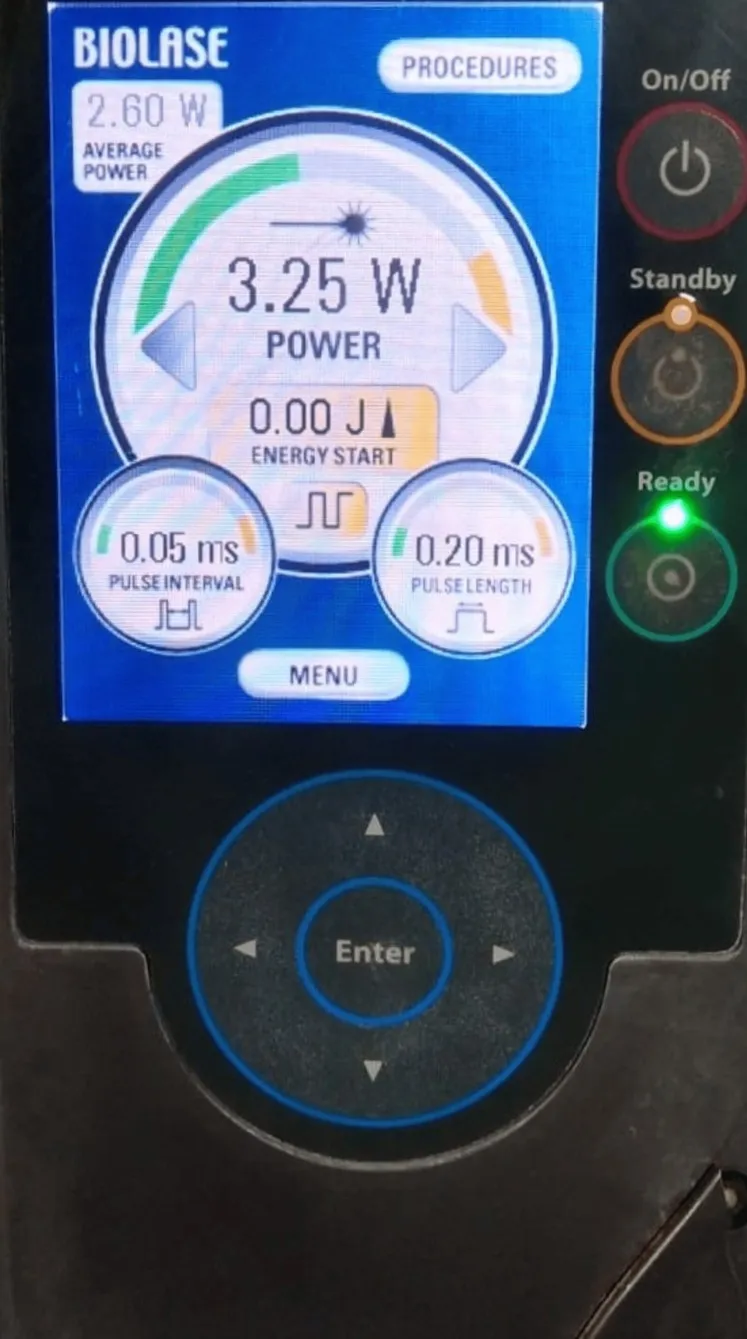 BIOLASE
PROCEDURES
2.60 W
AVERAGE
POWER
3.25 W
POWER
0.00 J
ENERGY START
0.05 ms
PULSE INTERVAL
0.20 ms
PULSE LENGTH
MENU
On/Off
Standby
Ready
Enter